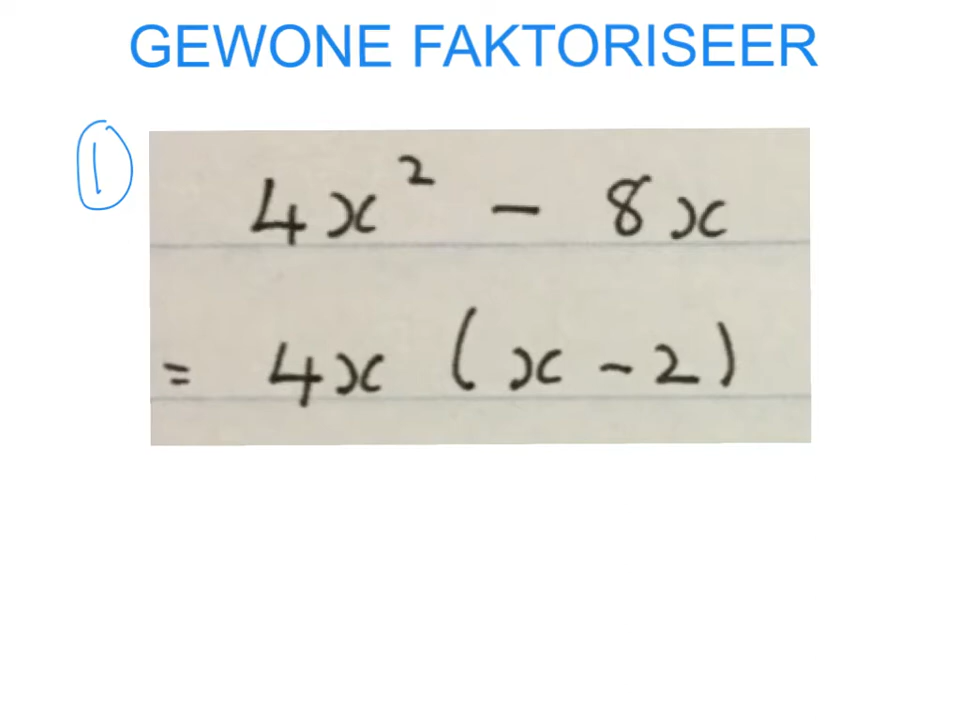 GEWONE FAKTORISEER
1
4x² - 8x
= 4x (x - 2)